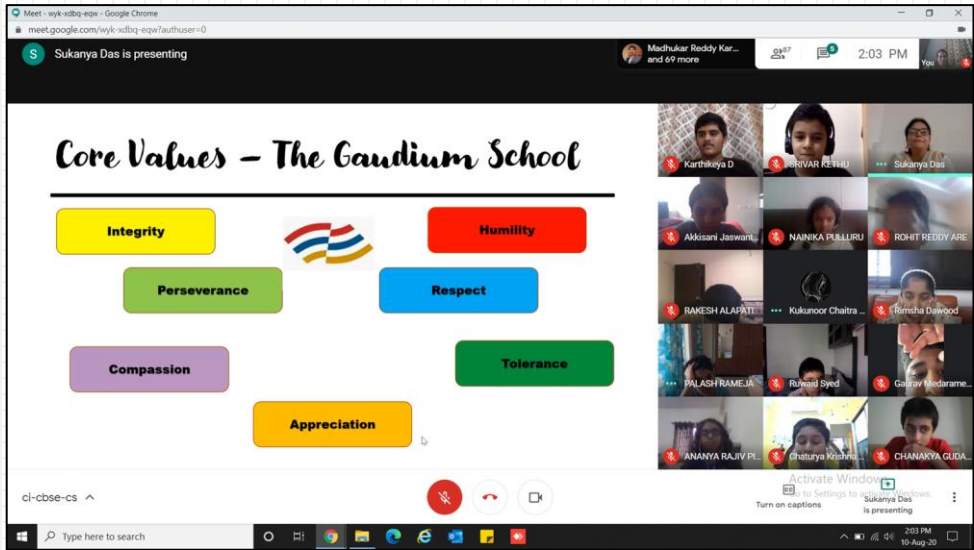 Meet - wyk-xdbq-eqw - Google Chrome
meet.google.com/wyk-xdbq-eqw?authuser=0
S Sukanya Das is presenting
Madhukar Reddy Kar...
and 69 more
87
5
2:03 PM
You
Core Values – The Gaudium School
Integrity
Humility
Perseverance
Respect
Compassion
Tolerance
Appreciation
Karthikeya D
SRIVAR KETHU
Sukanya Das
Akkisani Jaswant...
NAINIKA PULLURU
ROHIT REDDY ARE
RAKESH ALAPATI
Kukunoor Chaitra ...
Rimsha Dawood
PALASH RAMEJA
Ruwaid Syed
Gaurav Medarame...
ANANYA RAJIV PI...
Chaturya Krishna ...
CHANAKYA GUDA...
Activate Windows
Go to Settings to activate Windows.
ci-cbse-cs
Turn on captions
Sukanya Das
is presenting
Type here to search
2:03 PM
10-Aug-20